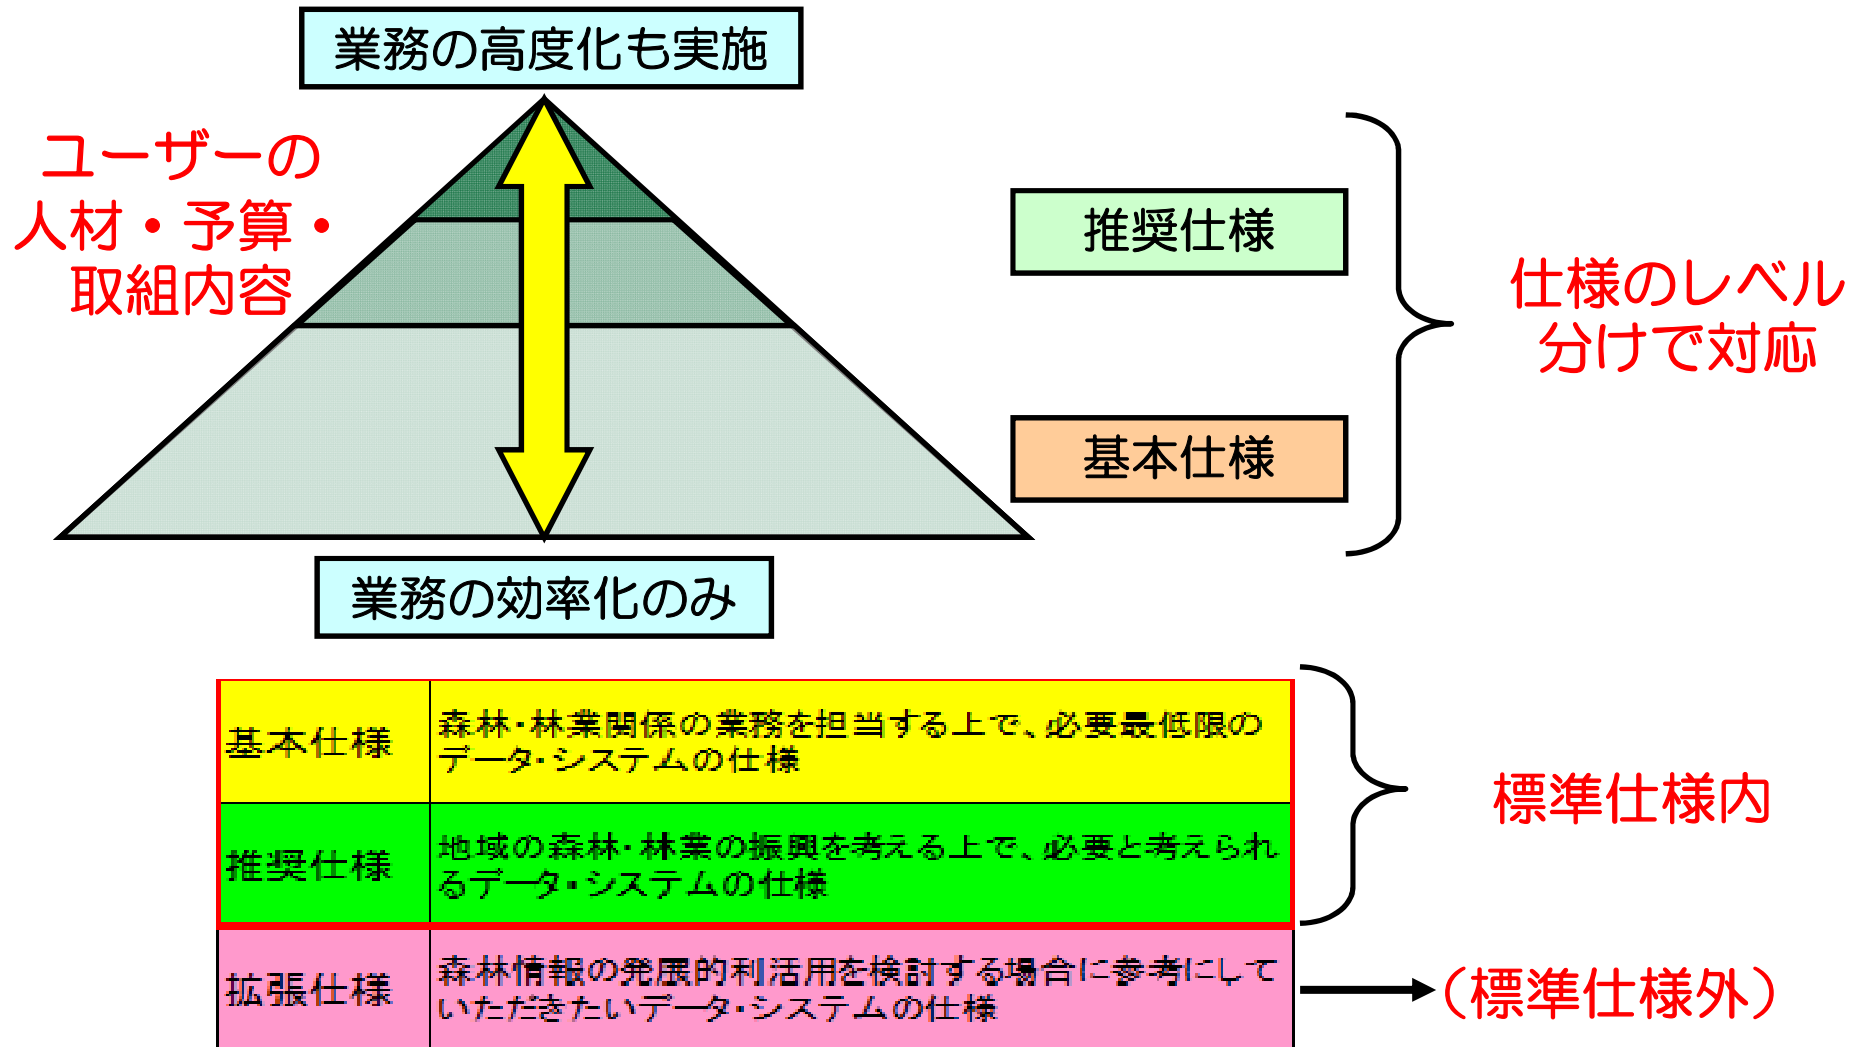 業務の高度化も実施
ユーザーの
人材・予算・
取組内容
推奨仕様
基本仕様
仕様のレベル
分けで対応
業務の効率化のみ
基本仕様
森林・林業関係の業務を担当する上で、必要最低限の
データ・システムの仕様
推奨仕様
地域の森林・林業の振興を考える上で、必要と考えられ
るデータ・システムの仕様
標準仕様内
拡張仕様
森林情報の発展的利活用を検討する場合に参考にして
いただきたいデータ・システムの仕様
（標準仕様外）